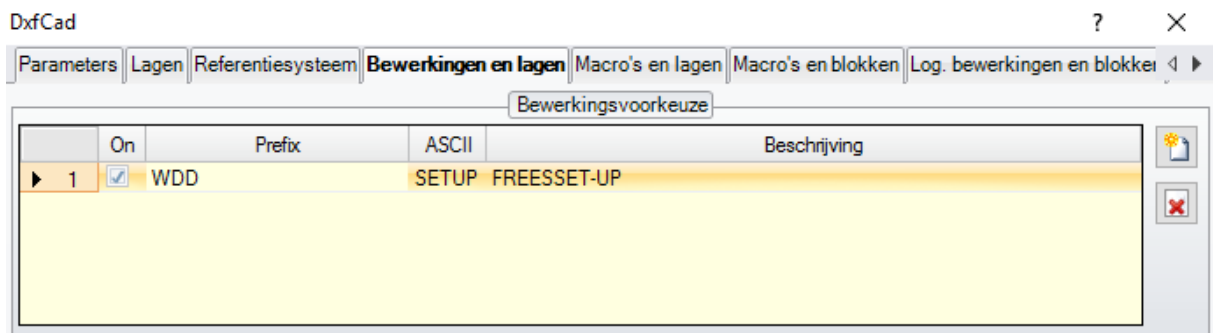 DxfCad ?
Parameters Lagen Referentiesysteem Bewerkingen en lagen Macro's en lagen Macro's en blokken Log. bewerkingen en blokke
Bewerkingsvoorkeuze
On Prefix ASCII Beschrijving
1 WDD SETUP FREESSET-UP